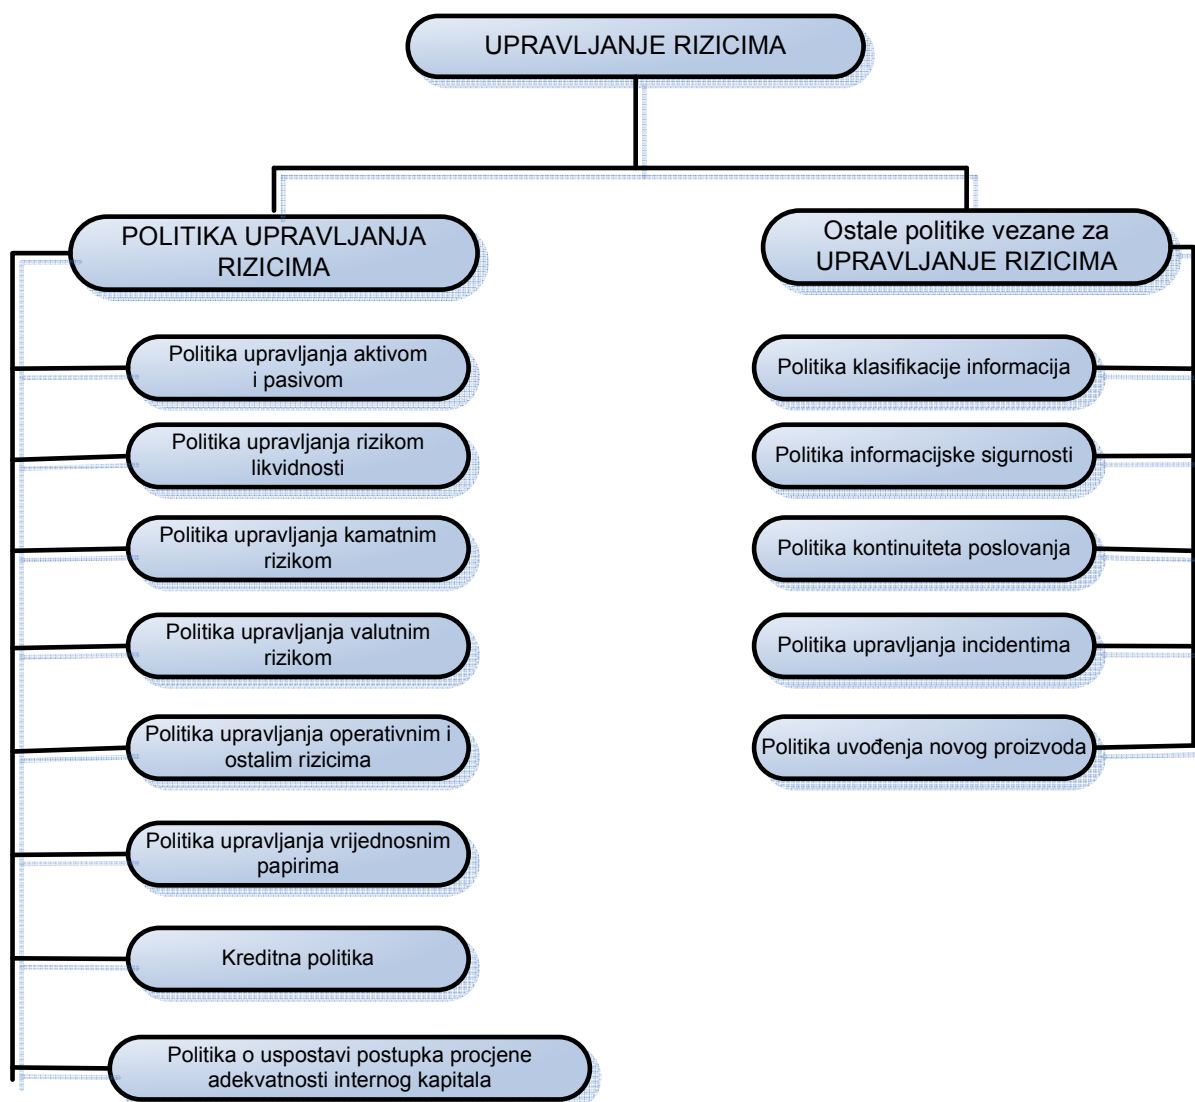 UPRAVLJANJE RIZICIMA
POLITIKA UPRAVLJANJA
RIZICIMA
Politika upravljanja aktivom
i pasivom
Politika upravljanja rizikom
likvidnosti
Politika upravljanja kamatnim
rizikom
Politika upravljanja valutnim
rizikom
Politika upravljanja operativnim i
ostalim rizicima
Politika upravljanja vrijednosnim
papirima
Kreditna politika
Politika o uspostavi postupka procjene
adekvatnosti internog kapitala
Ostale politike vezane za
UPRAVLJANJE RIZICIMA
Politika klasifikacije informacija
Politika informacijske sigurnosti
Politika kontinuiteta poslovanja
Politika upravljanja incidentima
Politika uvođenja novog proizvoda